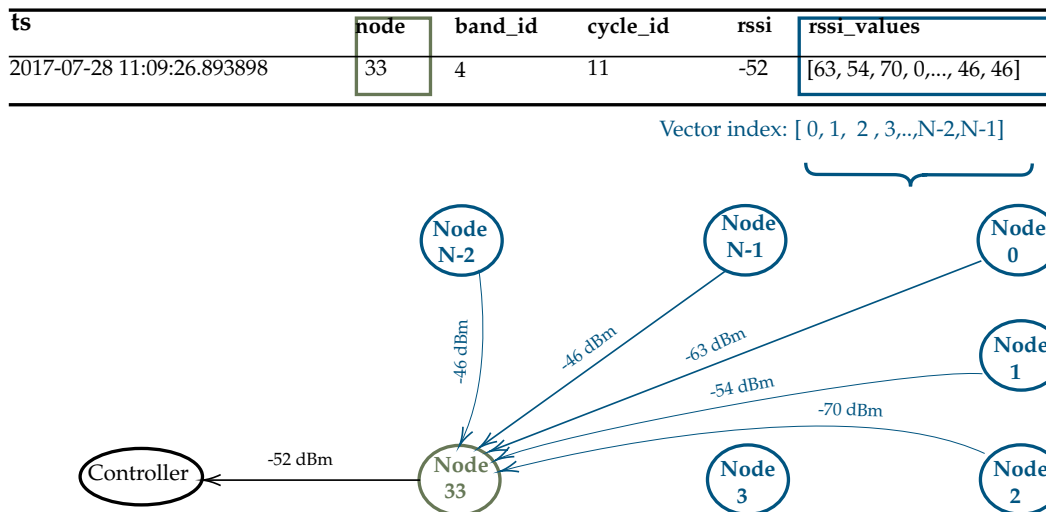 ts node band_id cycle_id rssi rssi_values
2017-07-28 11:09:26.893898 33 4 11 -52 [63, 54, 70, 0,..., 46, 46]
Vector index: [ 0, 1, 2 , 3,..,N-2,N-1]
Node
N-2
Node
N-1
Node
0
-46 dBm
-46 dBm
-63 dBm
Node
1
-54 dBm
-70 dBm
Controller
-52 dBm
Node
33
Node
3
Node
2